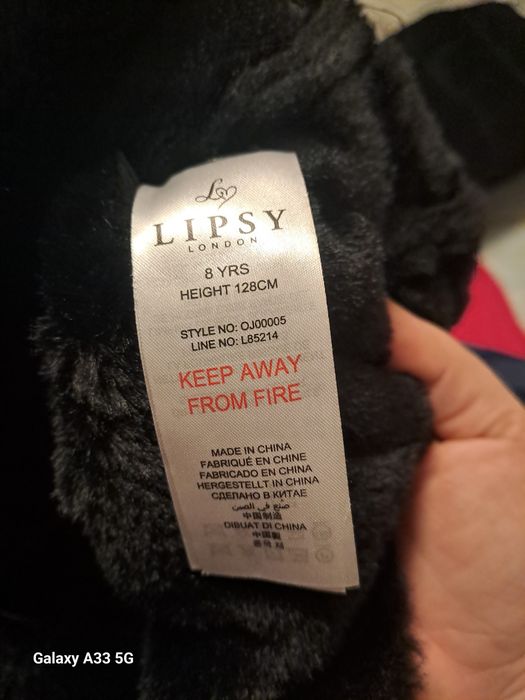 LIPSY
LONDON
8 YRS
HEIGHT 128CM
STYLE NO: OJ00005
LINE NO: L85214
KEEP AWAY
FROM FIRE
MADE IN CHINA
FABRIQUÉ EN CHINE
FABRICADO EN CHINA
HERGESTELLT IN CHINA
СДЕЛАНО В КИТАЕ
صنع في الصين
中国制造
DIBUAT DI CHINA
Galaxy A33 5G